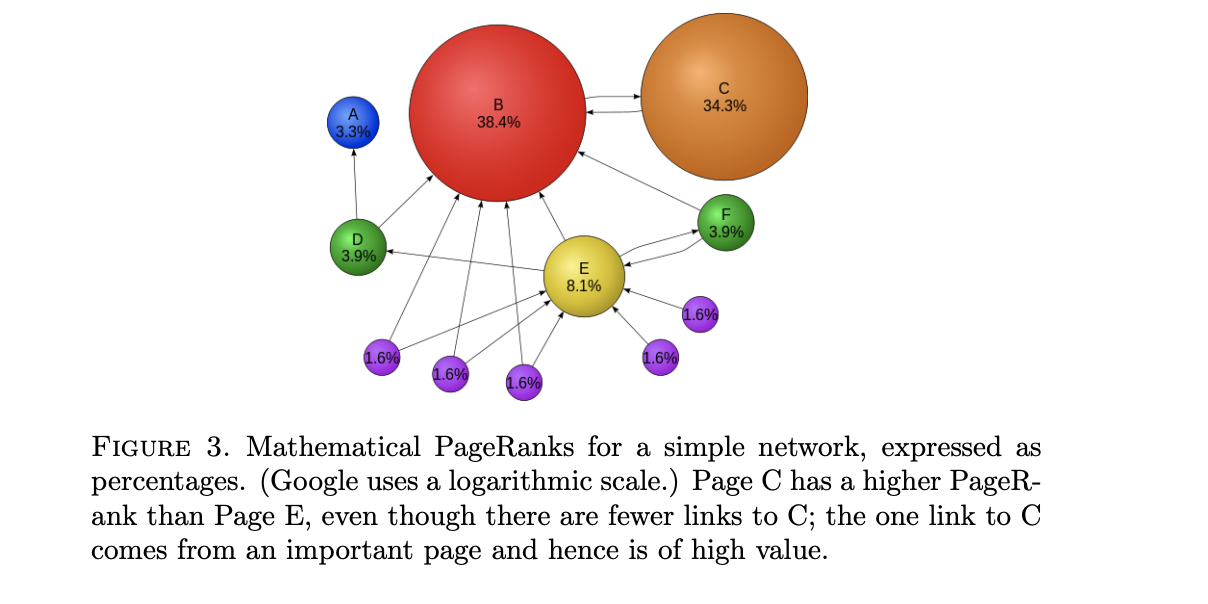 C
34.3%
B
38.4%
A
3.3%
F
3.9%
D
3.9%
E
8.1%
1.6%
1.6%
1.6%
1.6%
1.6%
FIGURE 3. Mathematical PageRanks for a simple network, expressed as
percentages. (Google uses a logarithmic scale.) Page C has a higher PageR-
ank than Page E, even though there are fewer links to C; the one link to C
comes from an important page and hence is of high value.